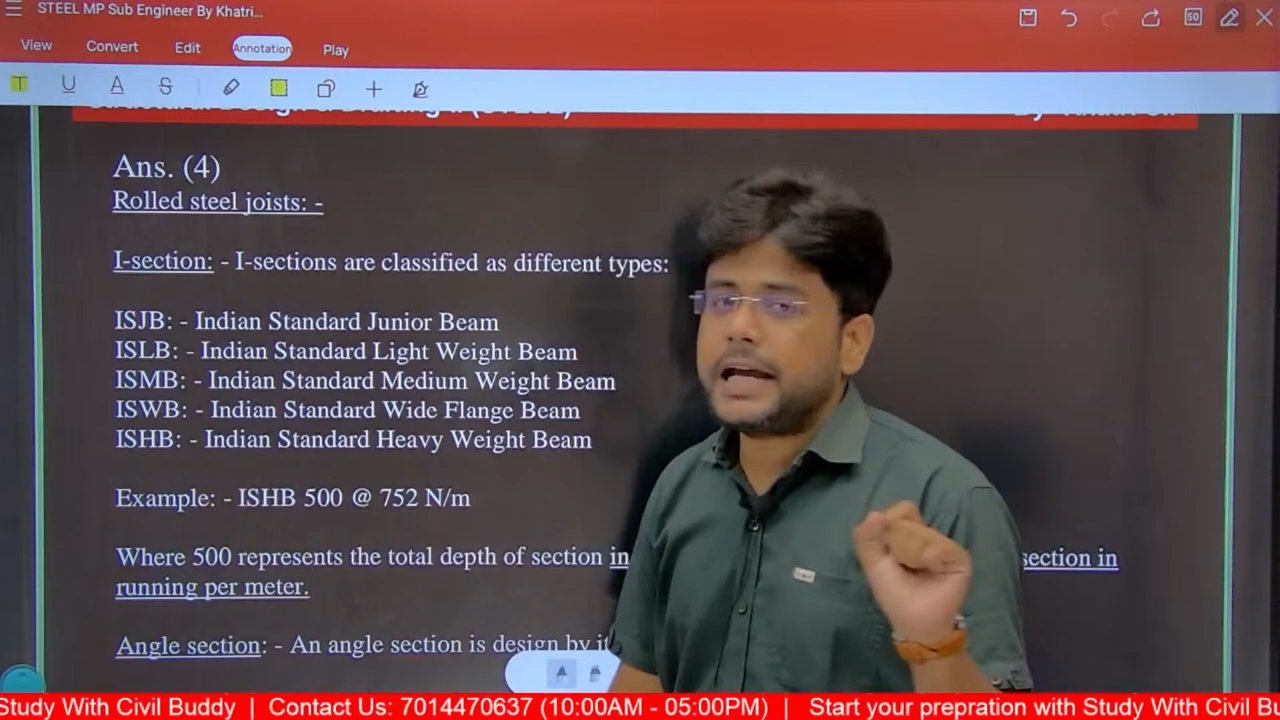 STEEL MP Sub Engineer By Khatri...
View Convert Edit Annotation Play
Ans. (4)
Rolled steel joists: -
I-section: - I-sections are classified as different types:
ISJB: - Indian Standard Junior Beam
ISLB: - Indian Standard Light Weight Beam
ISMB: - Indian Standard Medium Weight Beam
ISWB: - Indian Standard Wide Flange Beam
ISHB: - Indian Standard Heavy Weight Beam
Example: - ISHB 500 @ 752 N/m
Where 500 represents the total depth of section in section in
running per meter.
Angle section: - An angle section is design by
Study With Civil Buddy | Contact Us: 7014470637 (10:00AM - 05:00PM) | Start your prepration with Study With Civil